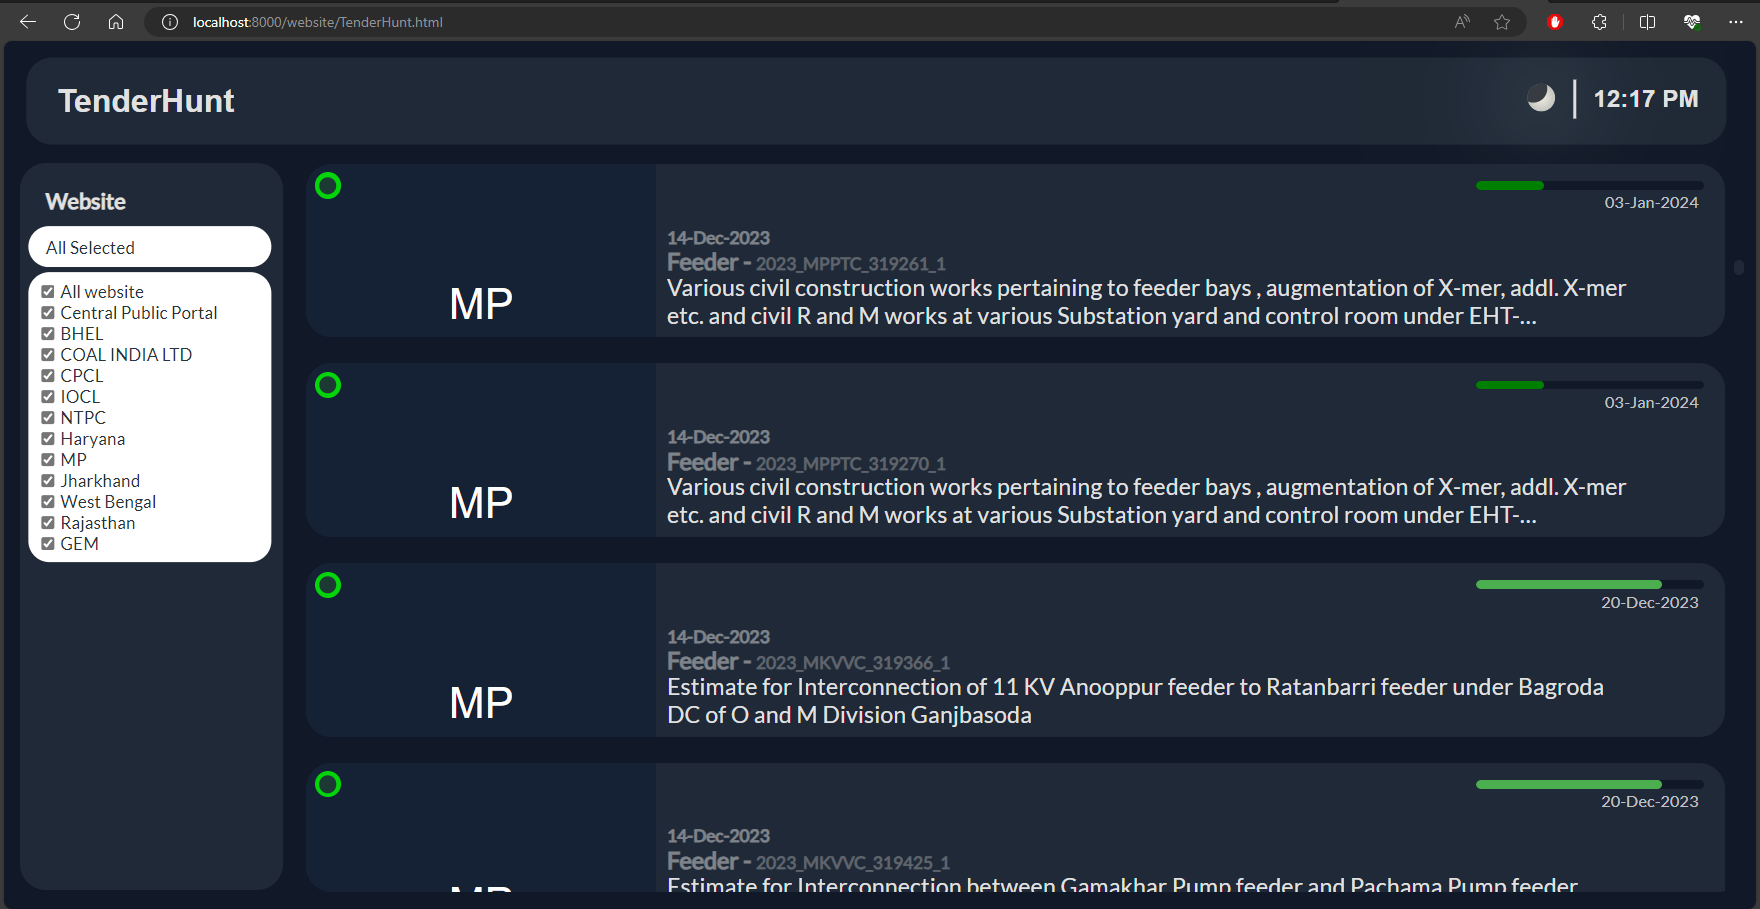 localhost:8000/website/TenderHunt.html
TenderHunt
12:17 PM
Website
All Selected
All website
Central Public Portal
BHEL
COAL INDIA LTD
CPCL
IOCL
NTPC
Haryana
MP
Jharkhand
West Bengal
Rajasthan
GEM
MP
03-Jan-2024
14-Dec-2023
Feeder - 2023_MPPTC_319261_1
Various civil construction works pertaining to feeder bays , augmentation of X-mer, addl. X-mer
etc. and civil R and M works at various Substation yard and control room under EHT-...
MP
03-Jan-2024
14-Dec-2023
Feeder - 2023_MPPTC_319270_1
Various civil construction works pertaining to feeder bays , augmentation of X-mer, addl. X-mer
etc. and civil R and M works at various Substation yard and control room under EHT-...
MP
20-Dec-2023
14-Dec-2023
Feeder - 2023_MKVVC_319366_1
Estimate for Interconnection of 11 KV Anooppur feeder to Ratanbarri feeder under Bagroda
DC of O and M Division Ganjbasoda
MP
20-Dec-2023
14-Dec-2023
Feeder - 2023_MKVVC_319425_1
Estimate for Interconnection between Gamakhar Pump feeder and Pachama Pump feeder